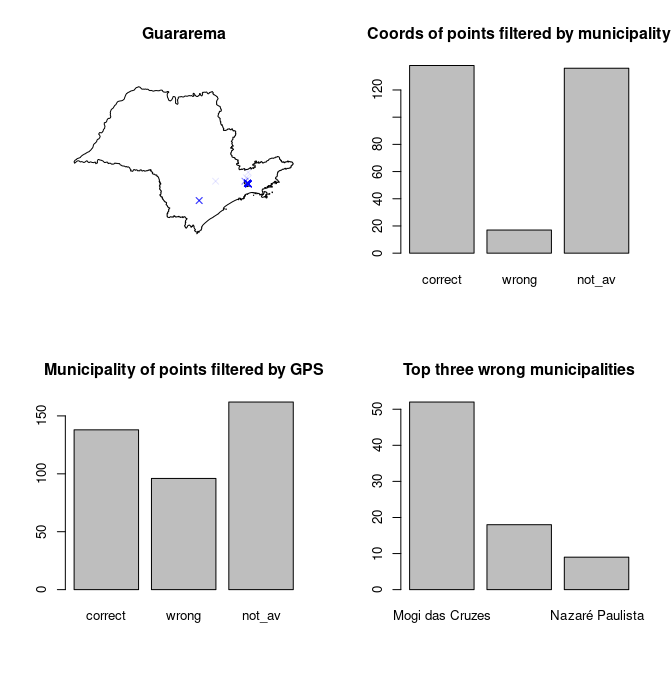 Guararema
Coords of points filtered by municipality
0
20
40
60
80
120
correct
wrong
not_av
Municipality of points filtered by GPS
0
50
100
150
correct
wrong
not_av
Top three wrong municipalities
0
10
20
30
40
50
Mogi das Cruzes
Nazaré Paulista